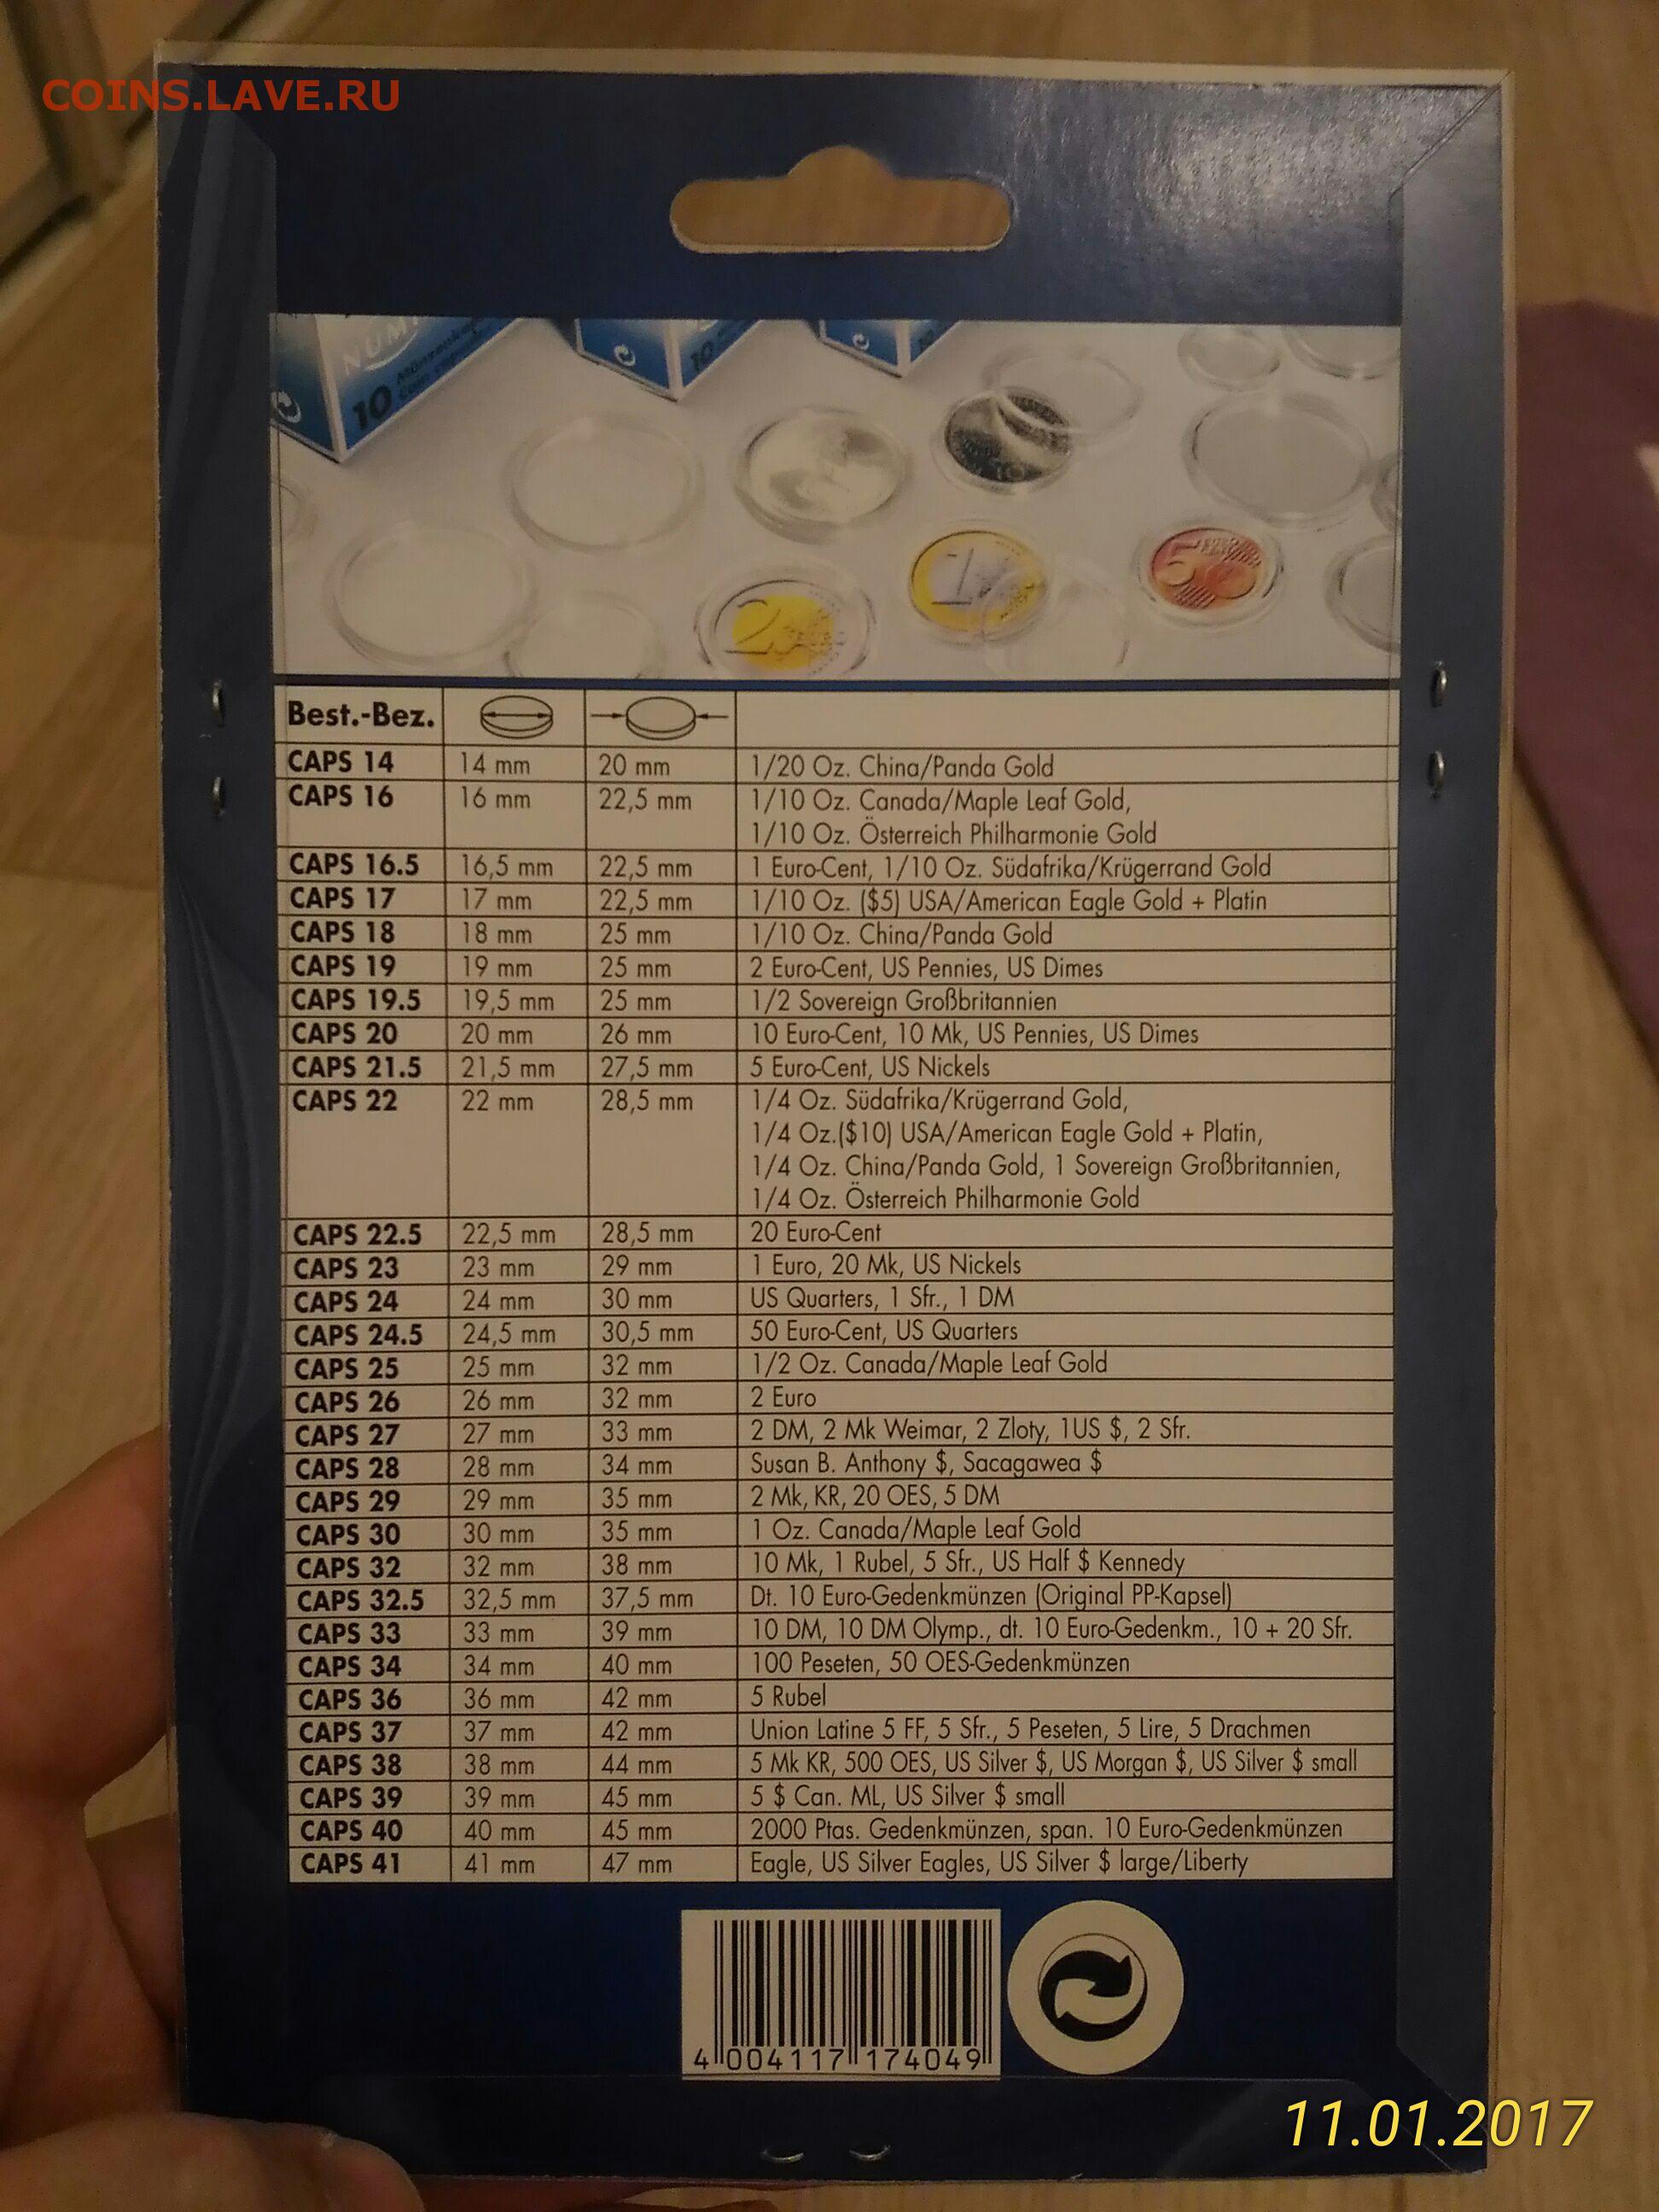 COINS.LAVE.RU
10
10
Best.-Bez.
CAPS 14 14 mm 20 mm 1/20 Oz. China/Panda Gold
CAPS 16 16 mm 22,5 mm 1/10 Oz. Canada/Maple Leaf Gold,
1/10 Oz. Österreich Philharmonie Gold
CAPS 16.5 16,5 mm 22,5 mm 1 Euro-Cent, 1/10 Oz. Südafrika/Krügerrand Gold
CAPS 17 17 mm 22,5 mm 1/10 Oz. ($5) USA/American Eagle Gold + Platin
CAPS 18 18 mm 25 mm 1/10 Oz. China/Panda Gold
CAPS 19 19 mm 25 mm 2 Euro-Cent, US Pennies, US Dimes
CAPS 19.5 19,5 mm 25 mm 1/2 Sovereign Großbritannien
CAPS 20 20 mm 26 mm 10 Euro-Cent, 10 Mk, US Pennies, US Dimes
CAPS 21.5 21,5 mm 27,5 mm 5 Euro-Cent, US Nickels
CAPS 22 22 mm 28,5 mm 1/4 Oz. Südafrika/Krügerrand Gold,
1/4 Oz.($10) USA/American Eagle Gold + Platin,
1/4 Oz. China/Panda Gold, 1 Sovereign Großbritannien,
1/4 Oz. Österreich Philharmonie Gold
CAPS 22.5 22,5 mm 28,5 mm 20 Euro-Cent
CAPS 23 23 mm 29 mm 1 Euro, 20 Mk, US Nickels
CAPS 24 24 mm 30 mm US Quarters, 1 Sfr., 1 DM
CAPS 24.5 24,5 mm 30,5 mm 50 Euro-Cent, US Quarters
CAPS 25 25 mm 32 mm 1/2 Oz. Canada/Maple Leaf Gold
CAPS 26 26 mm 32 mm 2 Euro
CAPS 27 27 mm 33 mm 2 DM, 2 Mk Weimar, 2 Zloty, 1US $, 2 Sfr.
CAPS 28 28 mm 34 mm Susan B. Anthony $, Sacagawea $
CAPS 29 29 mm 35 mm 2 Mk, KR, 20 OES, 5 DM
CAPS 30 30 mm 35 mm 1 Oz. Canada/Maple Leaf Gold
CAPS 32 32 mm 38 mm 10 Mk, 1 Rubel, 5 Sfr., US Half $ Kennedy
CAPS 32.5 32,5 mm 37,5 mm Dt. 10 Euro-Gedenkmünzen (Original PP-Kapsel)
CAPS 33 33 mm 39 mm 10 DM, 10 DM Olymp., dt. 10 Euro-Gedenkm., 10 + 20 Sfr.
CAPS 34 34 mm 40 mm 100 Peseten, 50 OES-Gedenkmünzen
CAPS 36 36 mm 42 mm 5 Rubel
CAPS 37 37 mm 42 mm Union Latine 5 FF, 5 Sfr., 5 Peseten, 5 Lire, 5 Drachmen
CAPS 38 38 mm 44 mm 5 Mk KR, 500 OES, US Silver $, US Morgan $, US Silver $ small
CAPS 39 39 mm 45 mm 5 $ Can. ML, US Silver $ small
CAPS 40 40 mm 45 mm 2000 Ptas. Gedenkmünzen, span. 10 Euro-Gedenkmünzen
CAPS 41 41 mm 47 mm Eagle, US Silver Eagles, US Silver $ large/Liberty
4 004117 174049
11.01.2017